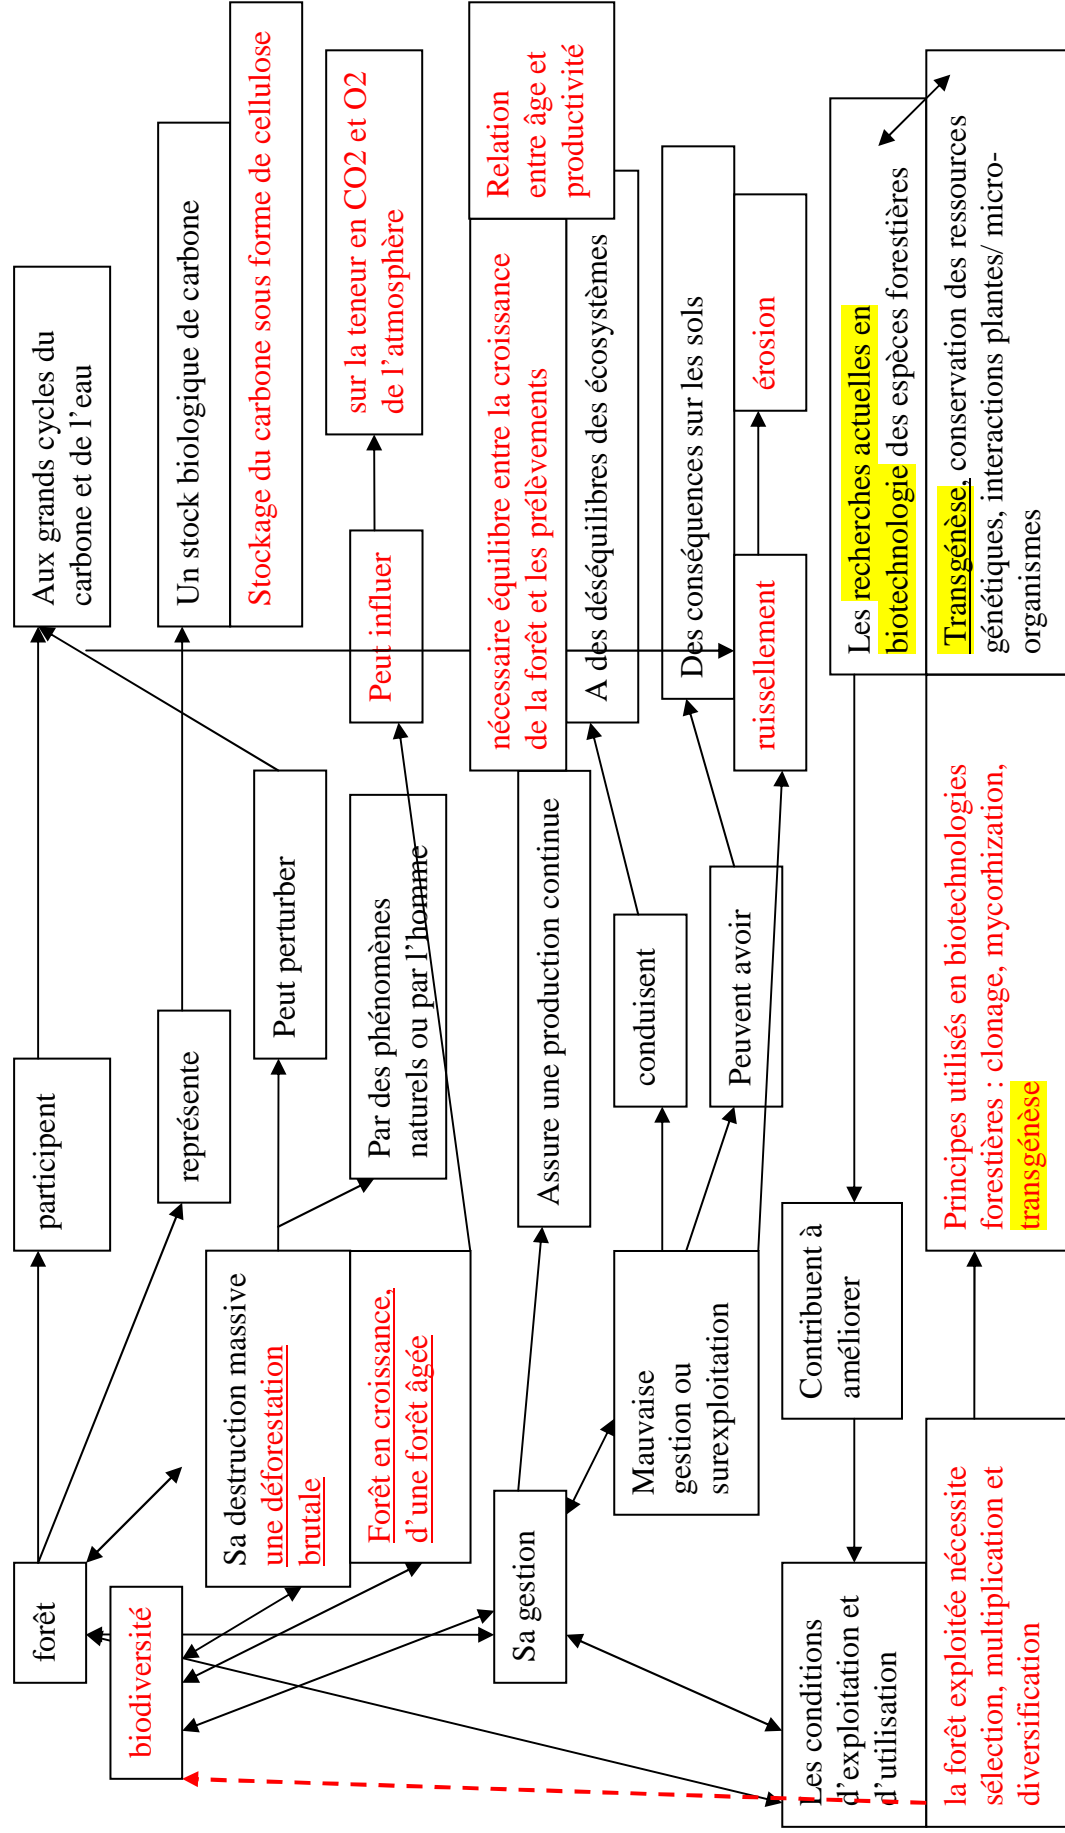 forêt
participent
Aux grands cycles du
carbone et de l'eau
biodiversité
représente
Un stock biologique de carbone
Stockage du carbone sous forme de cellulose
Sa destruction massive
une déforestation
brutale
Peut perturber
Par des phénomènes
naturels ou par l'homme
Forêt en croissance,
d'une forêt âgée
Peut influer
sur la teneur en CO2 et O2
de l'atmosphère
Sa gestion
Assure une production continue
nécessaire équilibre entre la croissance
de la forêt et les prélèvements
Relation
entre âge et
productivité
Mauvaise
gestion ou
surexploitation
conduisent
A des déséquilibres des écosystèmes
Peuvent avoir
Des conséquences sur les sols
ruissellement
érosion
Les conditions
d'exploitation et
d'utilisation
Contribuent à
améliorer
Les recherches actuelles en
biotechnologie des espèces forestières
la forêt exploitée nécessite
sélection, multiplication et
diversification
Principes utilisés en biotechnologies
forestières : clonage, mycorhization,
transgénèse
Transgénèse, conservation des ressources
génétiques, interactions plantes/ micro-
organismes